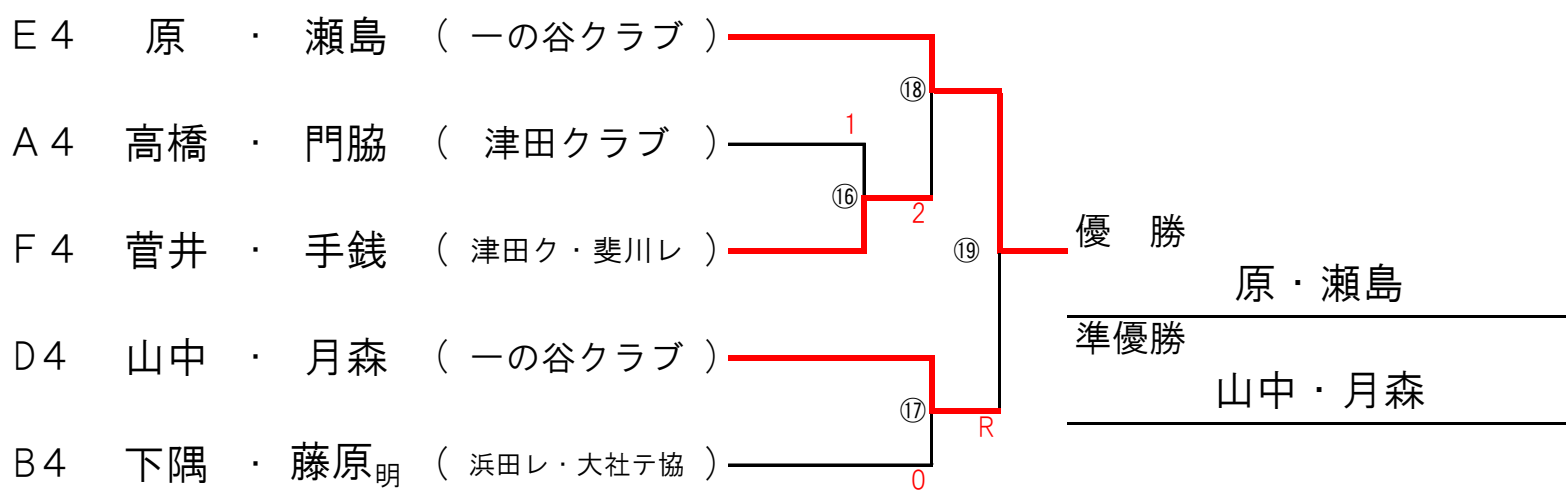 E4 原 ・ 瀬島 ( 一の谷クラブ )
⑱
1
A4 高橋 ・ 門脇 ( 津田クラブ )
⑯
2
F4 菅井 ・ 手銭 ( 津田ク・斐川レ )
⑲
優 勝
原・瀬島
準優勝
山中・月森
D4 山中 ・ 月森 ( 一の谷クラブ )
⑰
R
B4 下隅 ・ 藤原明 ( 浜田レ・大社テ協 )
0